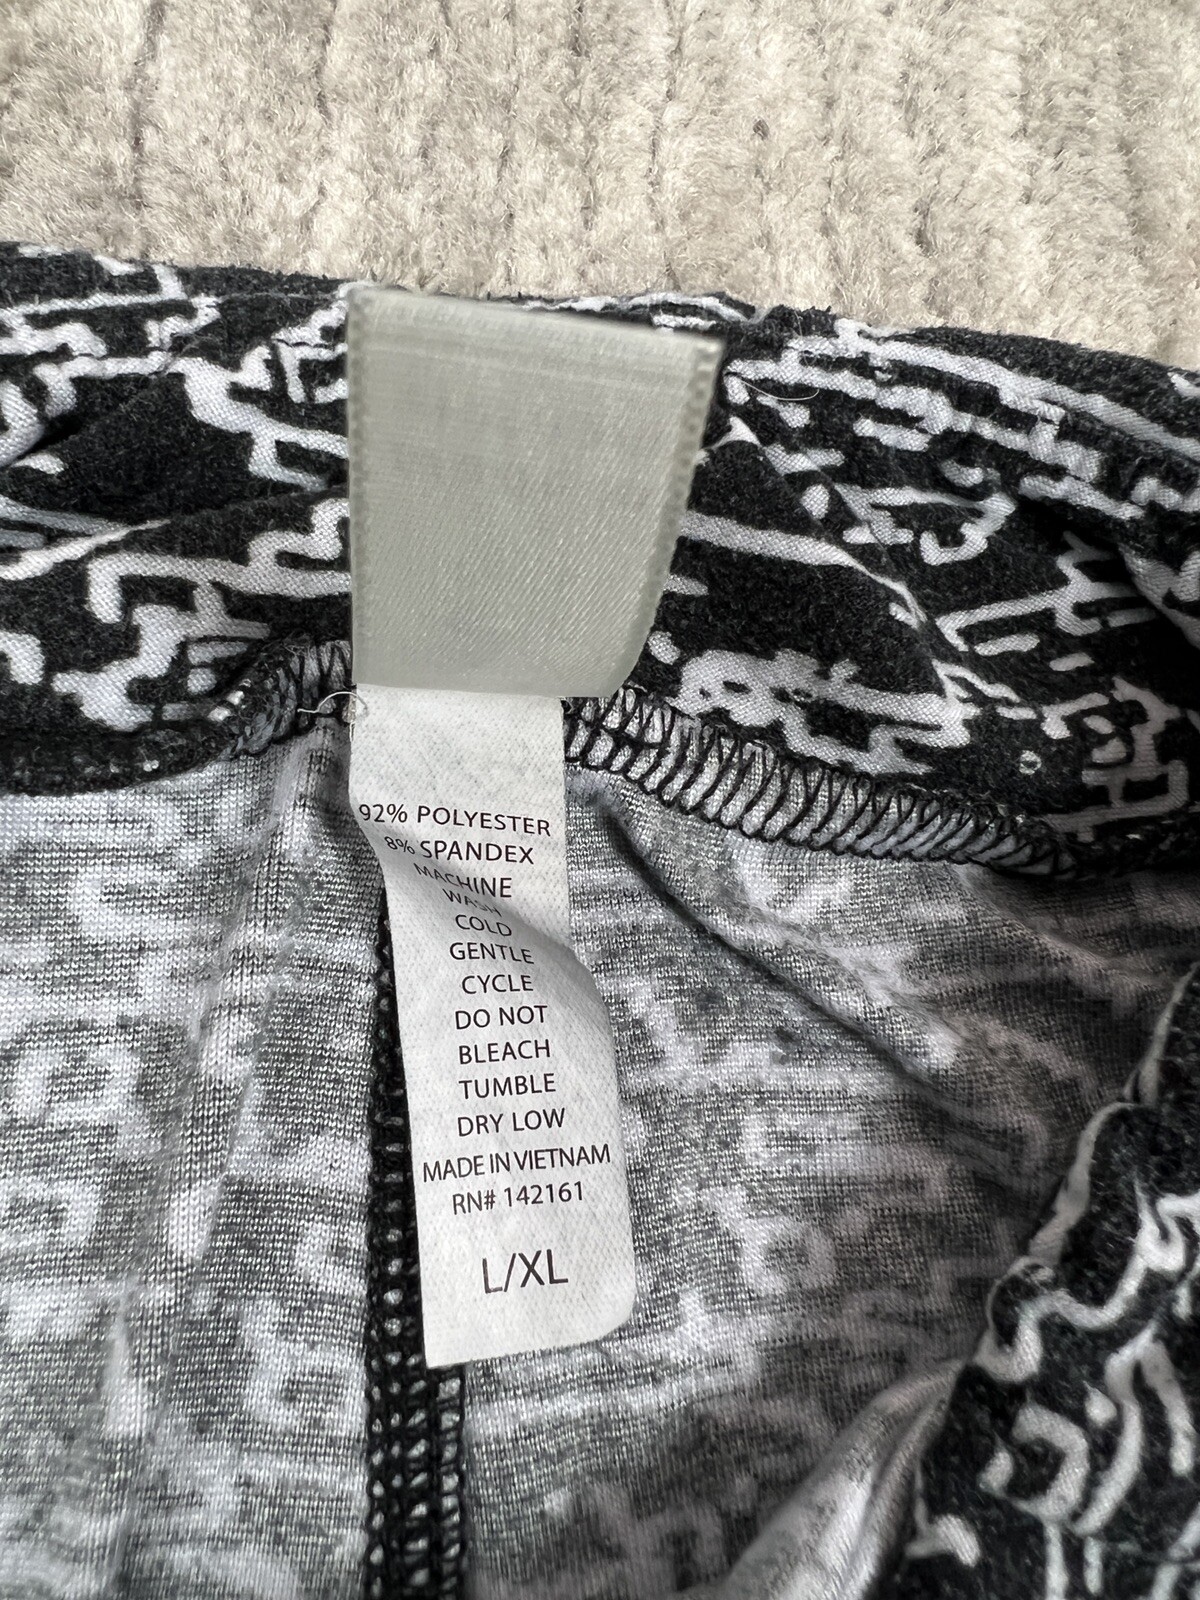 92% POLYESTER
8% SPANDEX
MACHINE
WASH
COLD
GENTLE
CYCLE
DO NOT
BLEACH
TUMBLE
DRY LOW
MADE IN VIETNAM
RN# 142161
L/XL